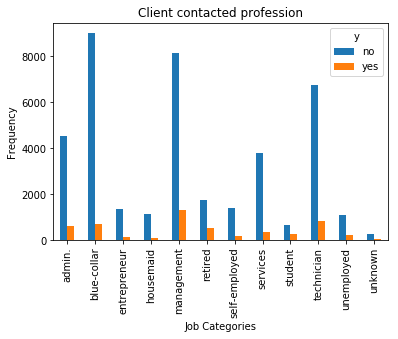 Client contacted profession
y
no
yes
Frequency
8000
6000
4000
2000
0
admin.
blue-collar
entrepreneur
housemaid
management
retired
self-employed
services
student
technician
unemployed
unknown
Job Categories